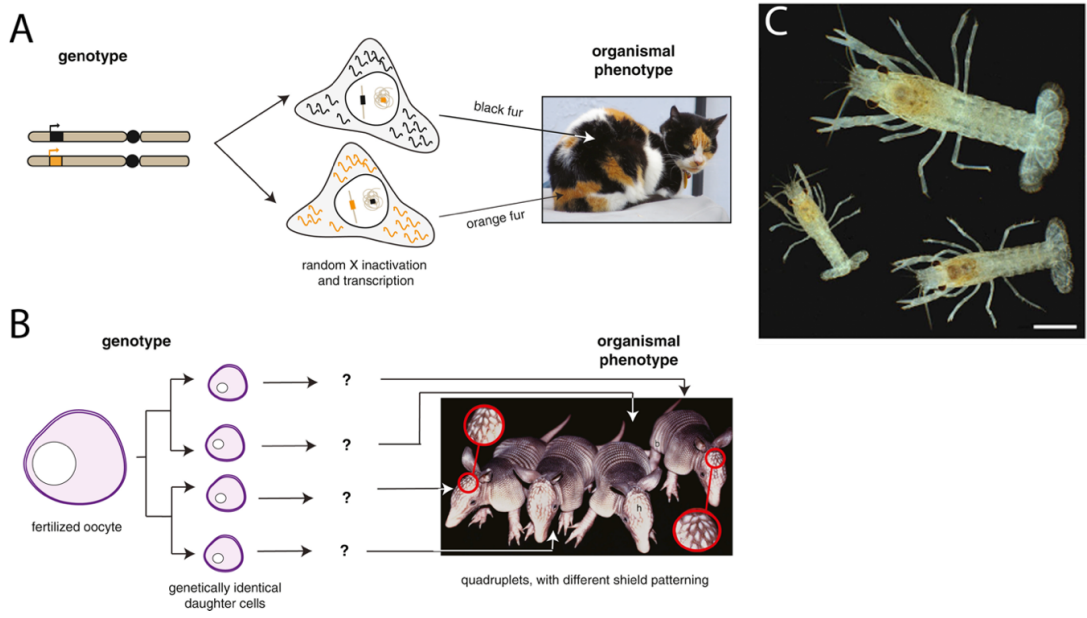 A
genotype
organismal
phenotype
black fur
orange fur
random X inactivation
and transcription
B
genotype
organismal
phenotype
?
?
?
?
fertilized oocyte
genetically identical
daughter cells
h
quadruplets, with different shield patterning
C